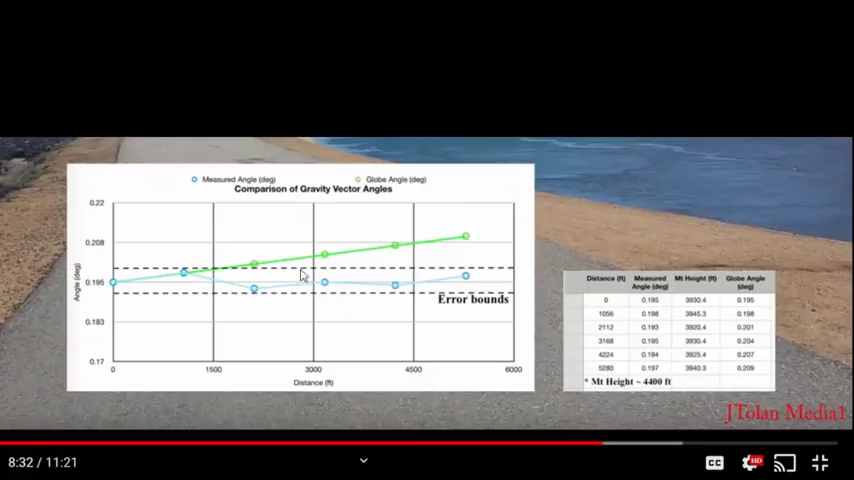 Measured Angle (deg) Globe Angle (deg)
Comparison of Gravity Vector Angles
0.22
0.208
0.195
0.183
0.17
Angle (deg)
Error bounds
0 1500 3000 4500 6000
Distance (ft)
Distance (ft) Measured Angle (deg) Mt Height (ft) Globe Angle (deg)
0 0.195 3930.4 0.195
1056 0.198 3945.3 0.198
2112 0.193 3920.4 0.201
3168 0.195 3930.4 0.204
4224 0.194 3925.4 0.207
5280 0.197 3940.3 0.209
* Mt Height ~ 4400 ft
JTolan Media1
8:32 / 11:21
CC
HD